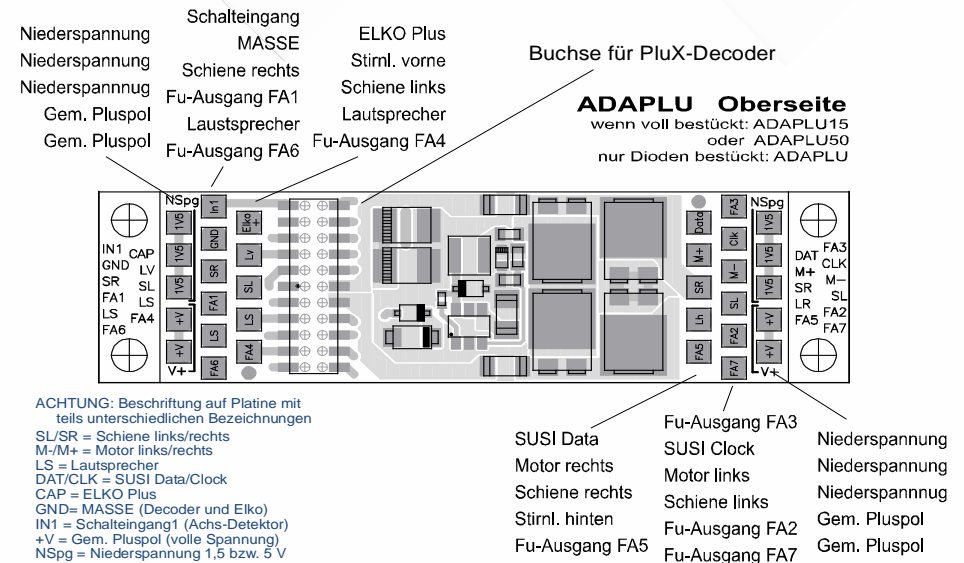 Niederspannung
Niederspannung
Niederspannnug
Gem. Pluspol
Gem. Pluspol
Schalteingang
MASSE
Schiene rechts
Fu-Ausgang FA1
Laustsprecher
Fu-Ausgang FA6
ELKO Plus
Stirnl. vorne
Schiene links
Lautsprecher
Fu-Ausgang FA4
Buchse für PluX-Decoder
ADAPLU Oberseite
wenn voll bestückt: ADAPLU15
oder ADAPLU50
nur Dioden bestückt: ADAPLU
IN1
GND
SR
FA1
LS
FA6
CAP
LV
SL
LS
FA4
NSpg
1V5
1V5
1V5
+V
+V
V+
In1
GND
SR
FA1
LS
FA6
Elko
+
Lv
SL
LS
FA4
Data
M+
SR
Lh
FA5
FA3
Clk
M-
SL
FA2
FA7
NSpg
1V5
1V5
1V5
+V
+V
V+
DAT
M+
SR
LR
FA5
FA3
CLK
M-
SL
FA2
FA7
ACHTUNG: Beschriftung auf Platine mit
teils unterschiedlichen Bezeichnungen
SL/SR = Schiene links/rechts
M-/M+ = Motor links/rechts
LS = Lautsprecher
DAT/CLK = SUSI Data/Clock
CAP = ELKO Plus
GND= MASSE (Decoder und Elko)
IN1 = Schalteingang1 (Achs-Detektor)
+V = Gem. Pluspol (volle Spannung)
NSpg = Niederspannung 1,5 bzw. 5 V
SUSI Data
Motor rechts
Schiene rechts
Stirnl. hinten
Fu-Ausgang FA5
Fu-Ausgang FA3
SUSI Clock
Motor links
Schiene links
Fu-Ausgang FA2
Fu-Ausgang FA7
Niederspannung
Niederspannung
Niederspannnug
Gem. Pluspol
Gem. Pluspol